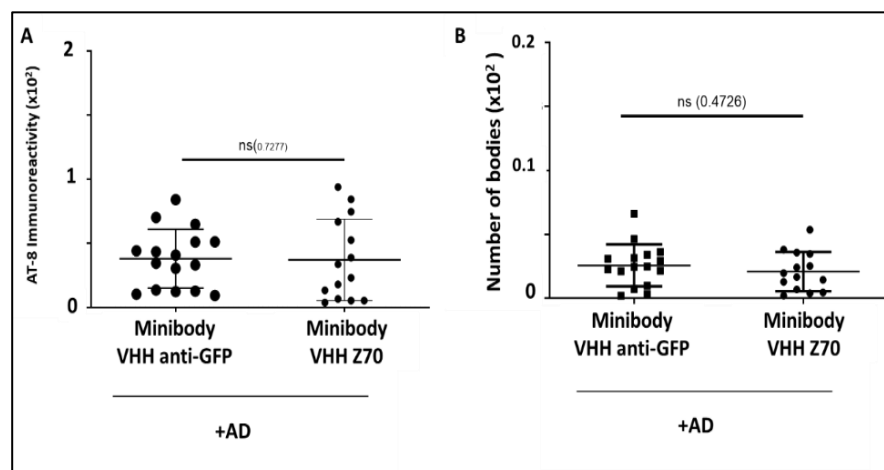 A
AT-8 Immunoreactivity (x10²)
2
1
0
ns(0.7277)
Minibody
VHH anti-GFP
Minibody
VHH Z70
+AD
B
Number of bodies (x10²)
0.2
0.1
0
ns (0.4726)
Minibody
VHH anti-GFP
Minibody
VHH Z70
+AD